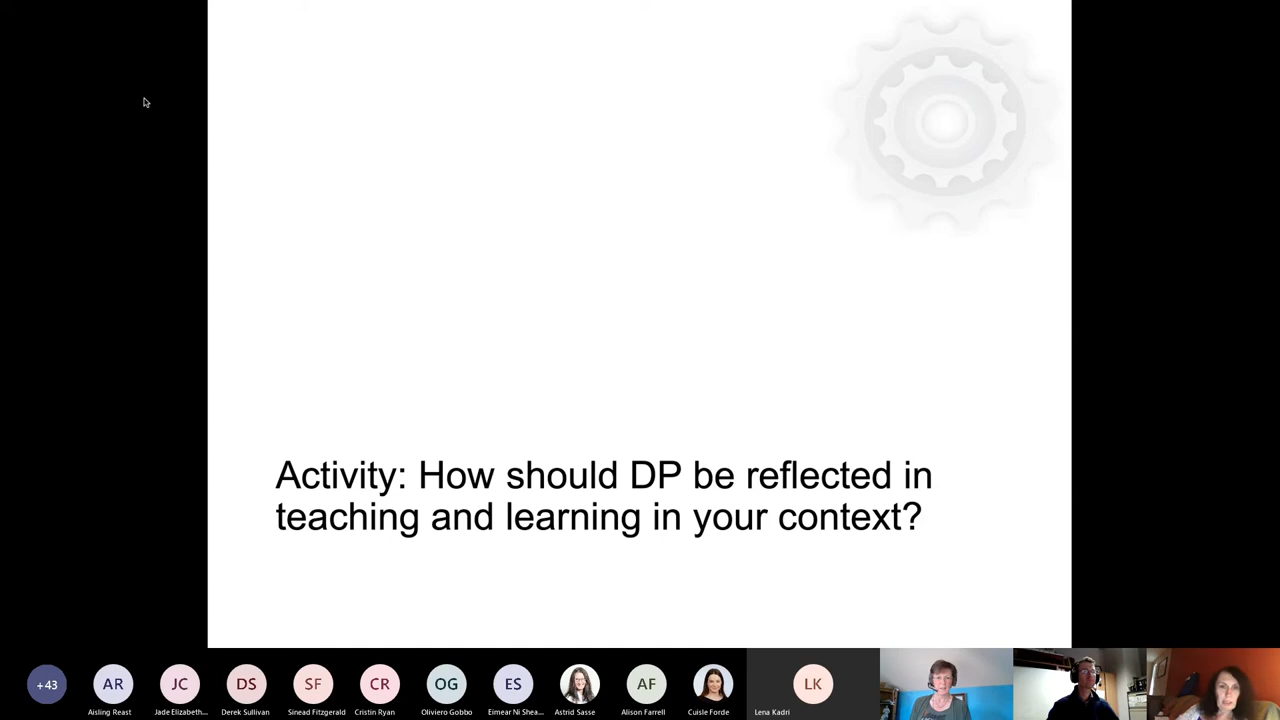 Activity: How should DP be reflected in
teaching and learning in your context?
+43
AR
JC
DS
SF
CR
OG
ES
AF
LK
Aisling Reast
Jade Elizabeth...
Derek Sullivan
Sinead Fitzgerald
Cristin Ryan
Oliviero Gobbo
Eimear Ni Shea...
Astrid Sasse
Alison Farrell
Cuisle Forde
Lena Kadri